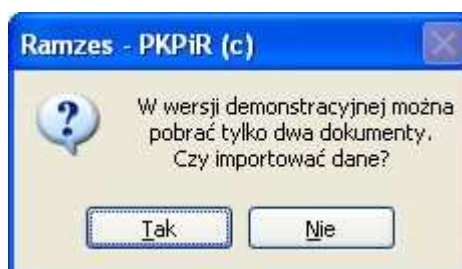 Ramzes - PKPiR (c)
W wersji demonstracyjnej można
pobrać tylko dwa dokumenty.
Czy importować dane?
Tak
Nie